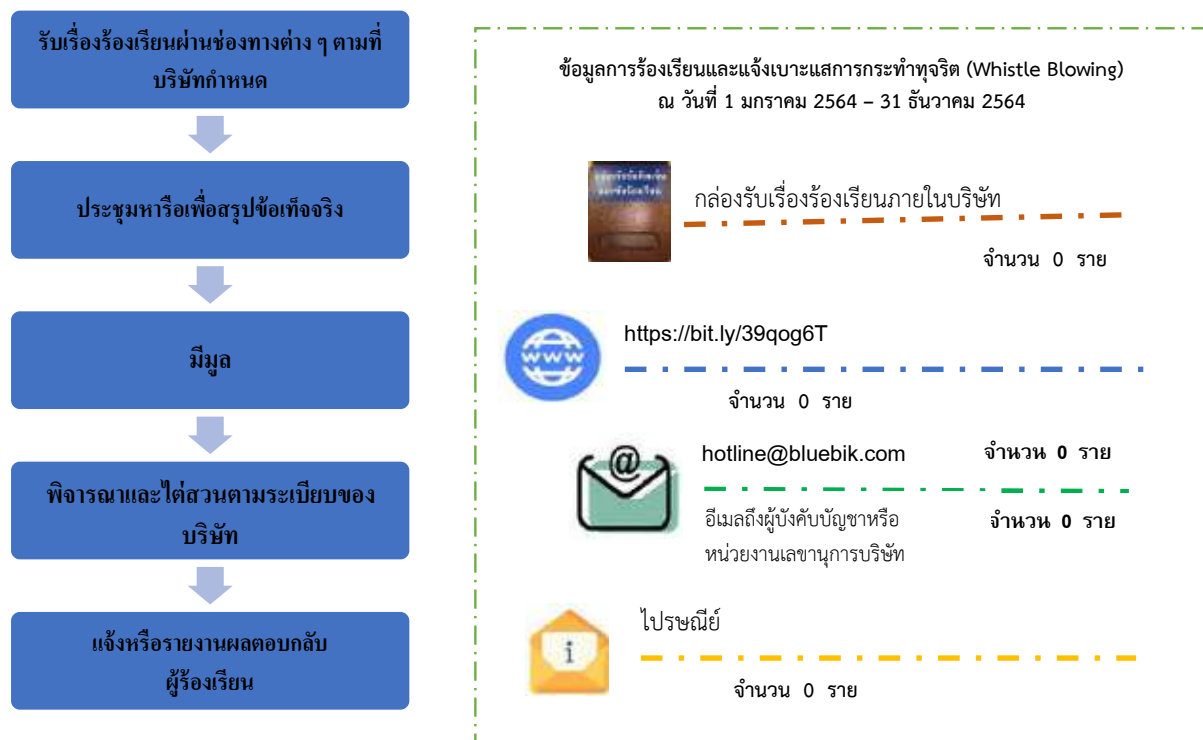 รับเรื่องร้องเรียนผ่านช่องทางต่าง ๆ ตามที่
บริษัทกำหนด
ประชุมหารือเพื่อสรุปข้อเท็จจริง
มีมูล
พิจารณาและไต่สวนตามระเบียบของ
บริษัท
แจ้งหรือรายงานผลตอบกลับ
ผู้ร้องเรียน
ข้อมูลการร้องเรียนและแจ้งเบาะแสการกระทำทุจริต (Whistle Blowing)
ณ วันที่ 1 มกราคม 2564 – 31 ธันวาคม 2564
กล่องรับเรื่องร้องเรียนภายในบริษัท
จำนวน 0 ราย
https://bit.ly/39qog6T
www
จำนวน 0 ราย
@
hotline@bluebik.com จำนวน 0 ราย
อีเมลถึงผู้บังคับบัญชาหรือ จำนวน 0 ราย
หน่วยงานเลขานุการบริษัท
ไปรษณีย์
i
จำนวน 0 ราย